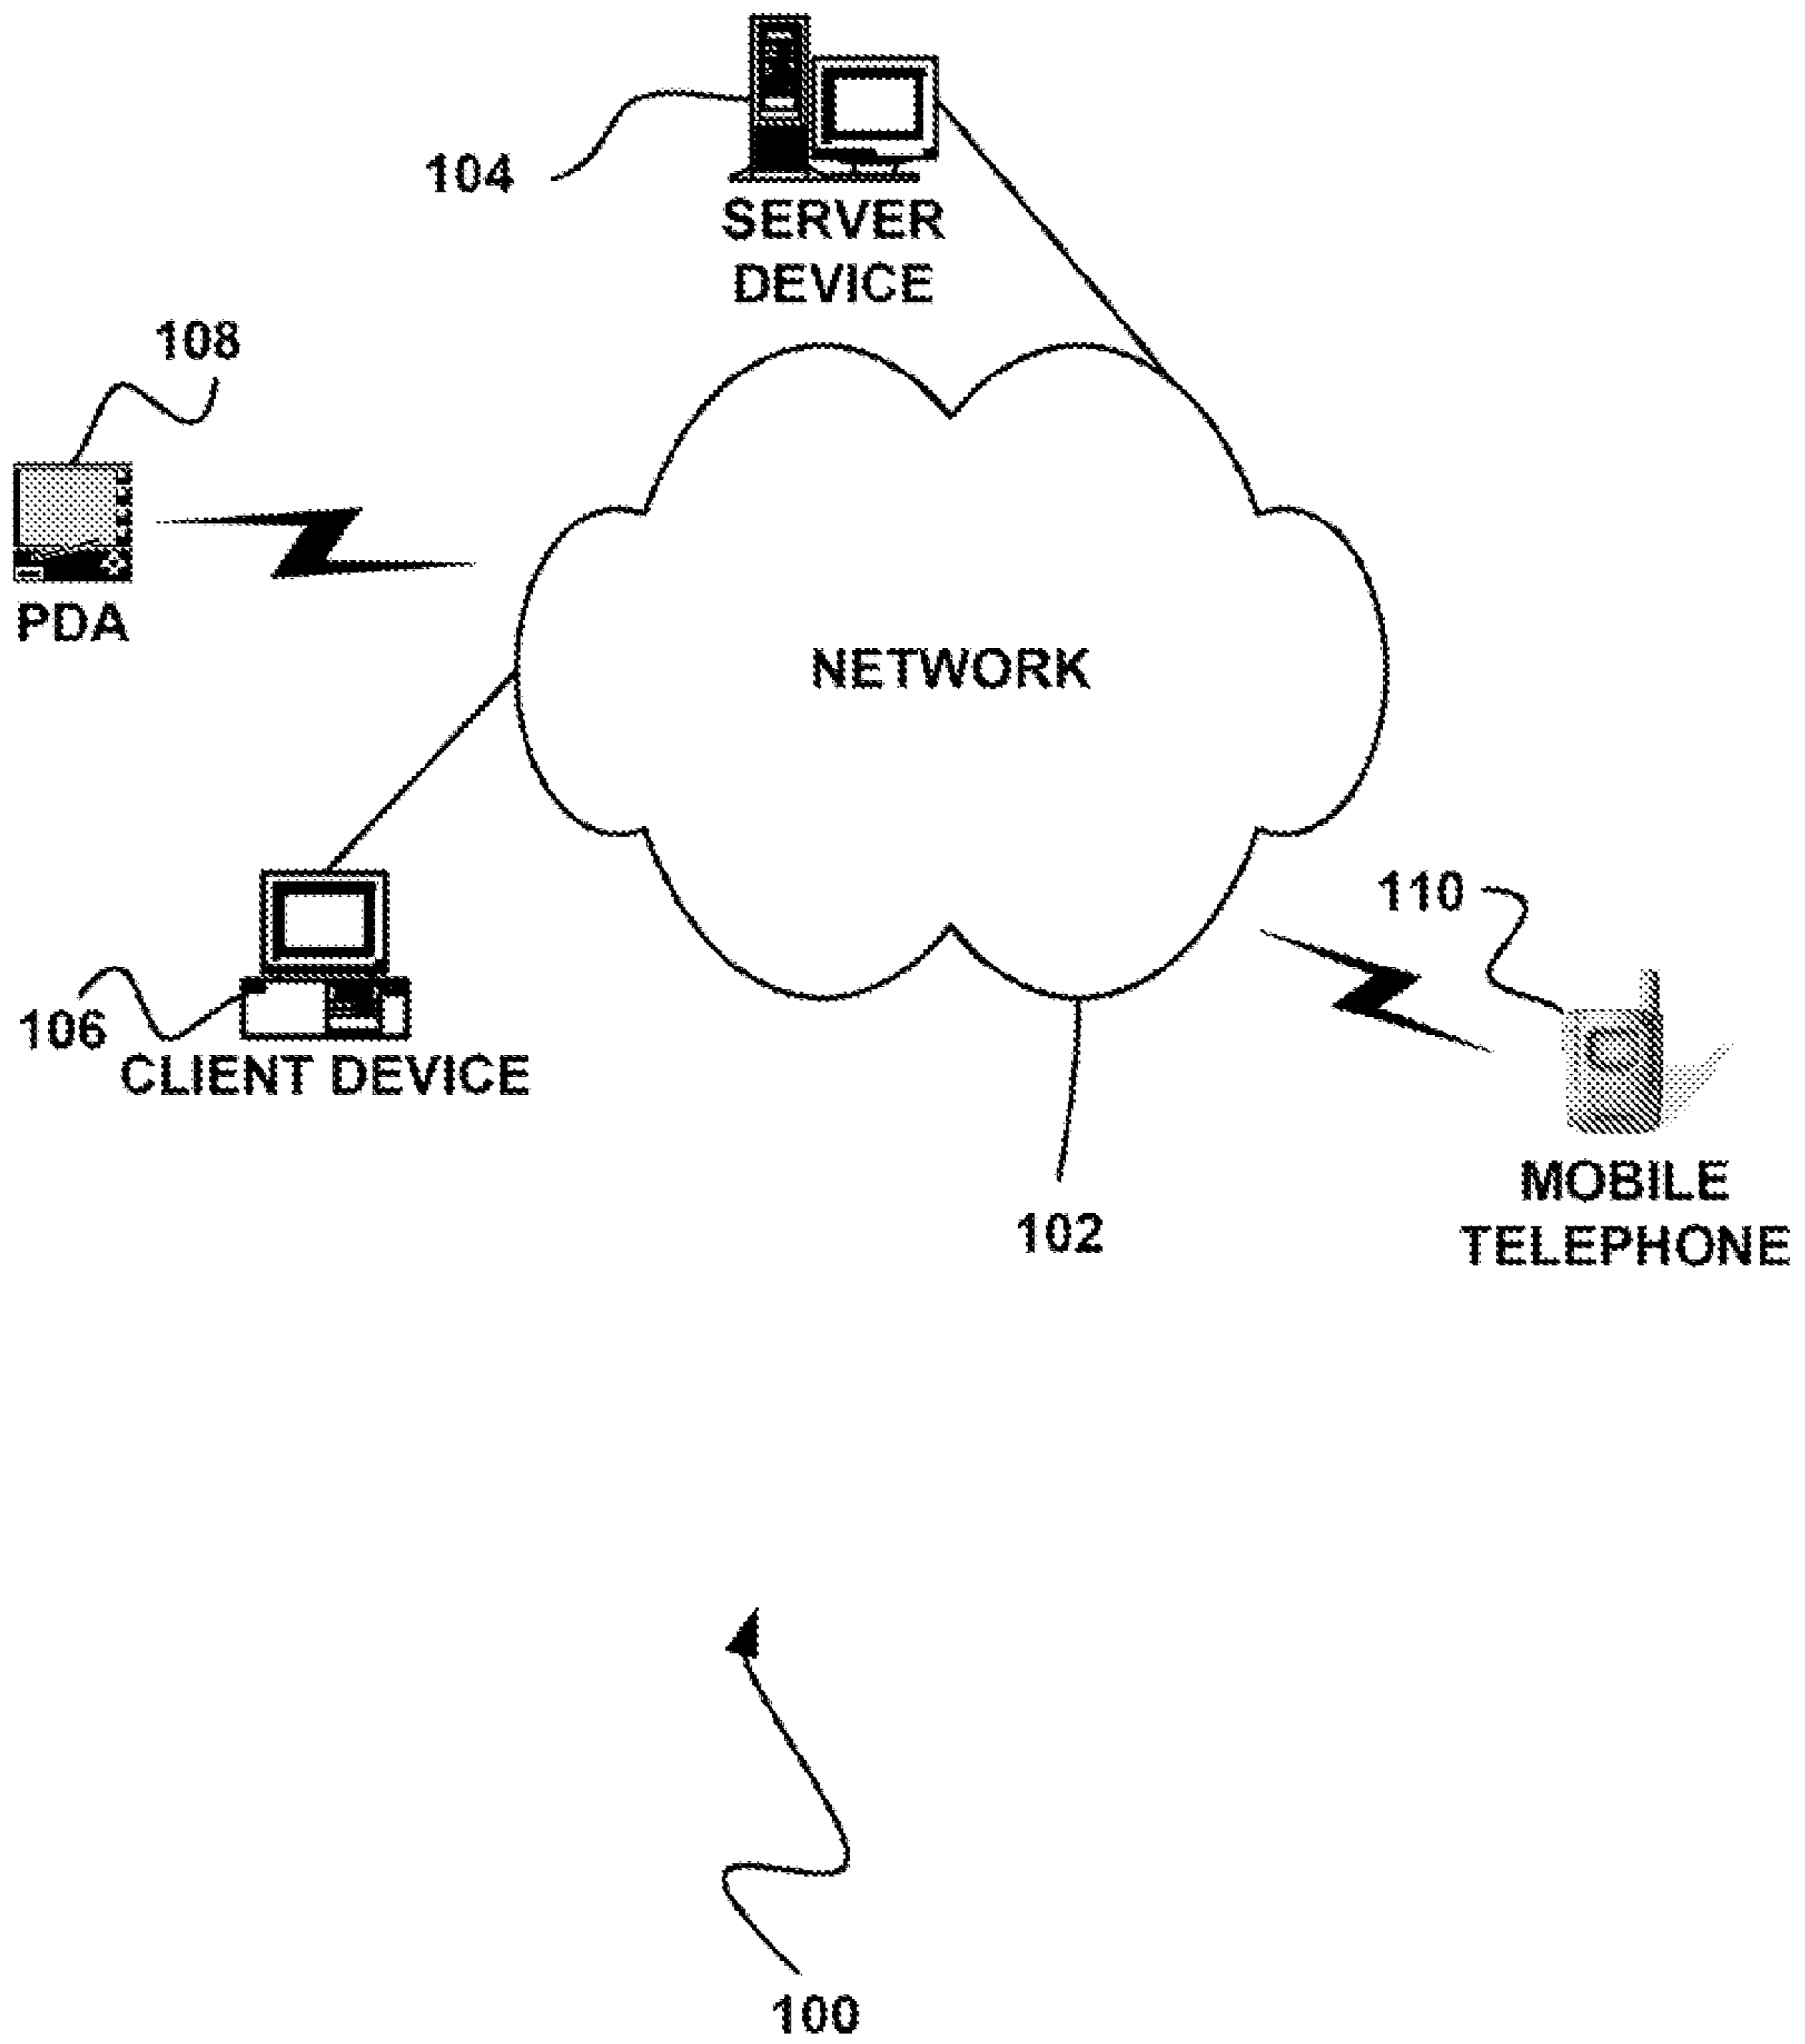 104
SERVER
DEVICE
108
PDA
NETWORK
110
106
CLIENT DEVICE
MOBILE
TELEPHONE
102
100